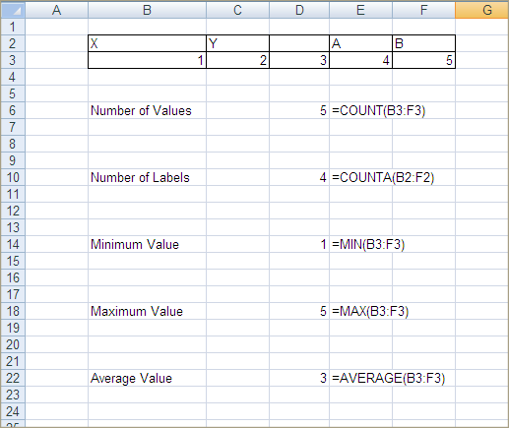 A B C D E F G
1
2 X Y A B
3 1 2 3 4 5
4
5
6 Number of Values 5 =COUNT(B3:F3)
7
8
9
10 Number of Labels 4 =COUNTA(B2:F2)
11
12
13
14 Minimum Value 1 =MIN(B3:F3)
15
16
17
18 Maximum Value 5 =MAX(B3:F3)
19
20
21
22 Average Value 3 =AVERAGE(B3:F3)
23
24
25